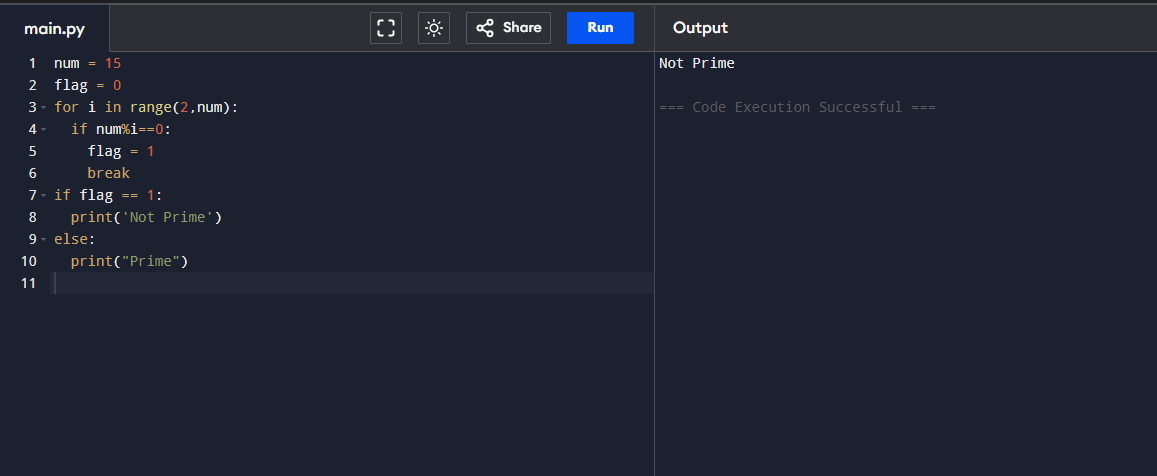 main.py Share Run Output
1 num = 15
2 flag = 0
3 for i in range(2,num):
4   if num%i==0:
5     flag = 1
6     break
7 if flag == 1:
8   print('Not Prime')
9 else:
10   print("Prime")
11
Not Prime
=== Code Execution Successful ===